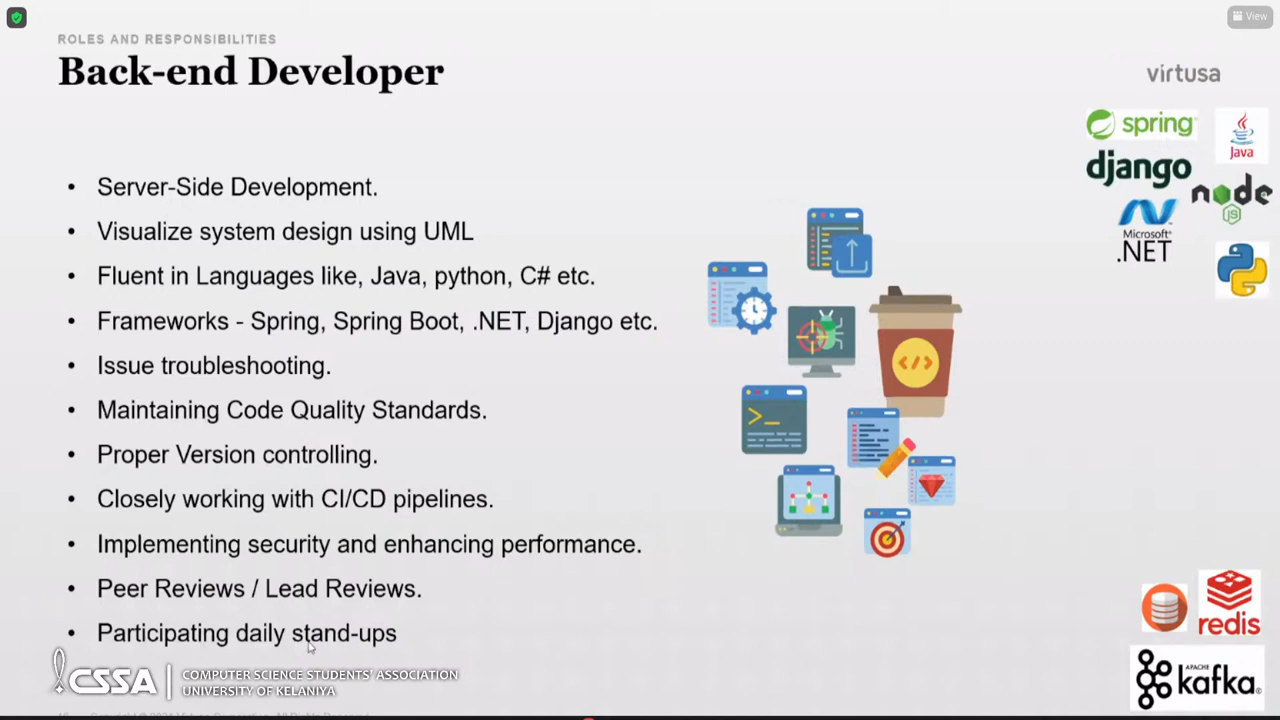 View
ROLES AND RESPONSIBILITIES
Back-end Developer
virtusa
spring
Java
django
node
JS
Microsoft
.NET
• Server-Side Development.
• Visualize system design using UML
• Fluent in Languages like, Java, python, C# etc.
• Frameworks - Spring, Spring Boot, .NET, Django etc.
• Issue troubleshooting.
• Maintaining Code Quality Standards.
• Proper Version controlling.
• Closely working with CI/CD pipelines.
• Implementing security and enhancing performance.
• Peer Reviews / Lead Reviews.
• Participating daily stand-ups
redis
APACHE
kafka
CSSA
COMPUTER SCIENCE STUDENTS' ASSOCIATION
UNIVERSITY OF KELANIYA